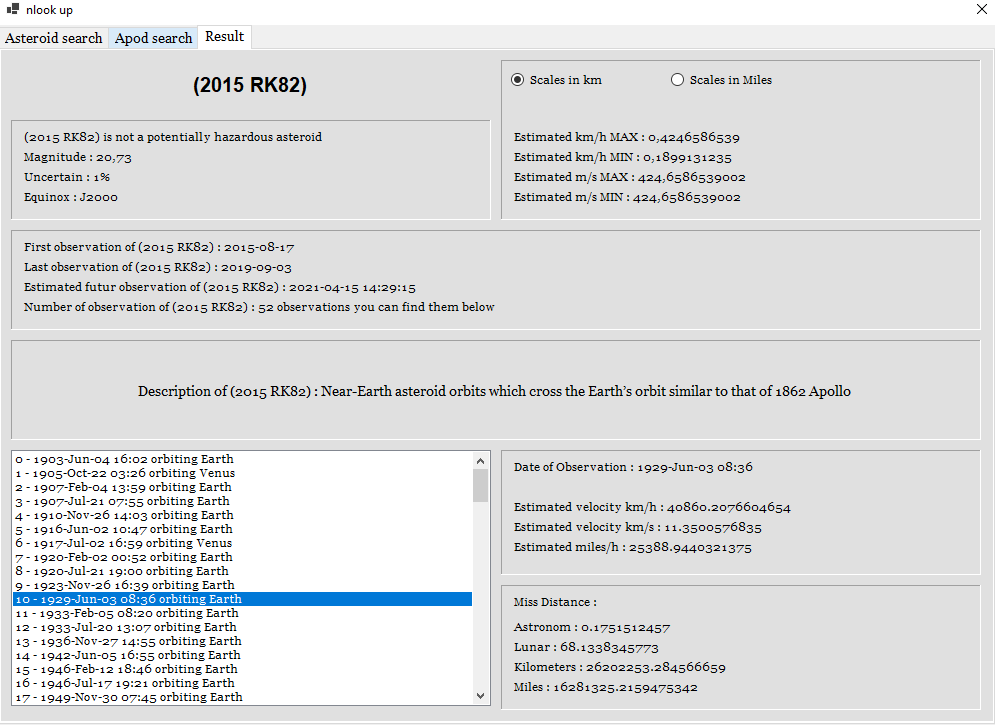 nlook up
Asteroid search
Apod search
Result
(2015 RK82)
Scales in km
Scales in Miles
(2015 RK82) is not a potentially hazardous asteroid
Magnitude : 20,73
Uncertain : 1%
Equinox : J2000
Estimated km/h MAX : 0,4246586539
Estimated km/h MIN : 0,1899131235
Estimated m/s MAX : 424,6586539002
Estimated m/s MIN : 424,6586539002
First observation of (2015 RK82) : 2015-08-17
Last observation of (2015 RK82) : 2019-09-03
Estimated futur observation of (2015 RK82) : 2021-04-15 14:29:15
Number of observation of (2015 RK82) : 52 observations you can find them below
Description of (2015 RK82) : Near-Earth asteroid orbits which cross the Earth’s orbit similar to that of 1862 Apollo
0 - 1903-Jun-04 16:02 orbiting Earth
1 - 1905-Oct-22 03:26 orbiting Venus
2 - 1907-Feb-04 13:59 orbiting Earth
3 - 1907-Jul-21 07:55 orbiting Earth
4 - 1910-Nov-26 14:03 orbiting Earth
5 - 1916-Jun-02 10:47 orbiting Earth
6 - 1917-Jul-02 16:59 orbiting Venus
7 - 1920-Feb-02 00:52 orbiting Earth
8 - 1920-Jul-21 19:00 orbiting Earth
9 - 1923-Nov-26 16:39 orbiting Earth
10 - 1929-Jun-03 08:36 orbiting Earth
11 - 1933-Feb-05 08:20 orbiting Earth
12 - 1933-Jul-20 13:07 orbiting Earth
13 - 1936-Nov-27 14:55 orbiting Earth
14 - 1942-Jun-05 16:55 orbiting Earth
15 - 1946-Feb-12 18:46 orbiting Earth
16 - 1946-Jul-17 19:21 orbiting Earth
17 - 1949-Nov-30 07:45 orbiting Earth
Date of Observation : 1929-Jun-03 08:36
Estimated velocity km/h : 40860.2076604654
Estimated velocity km/s : 11.3500576835
Estimated miles/h : 25388.9440321375
Miss Distance :
Astronom : 0.1751512457
Lunar : 68.1338345773
Kilometers : 26202253.284566659
Miles : 16281325.2159475342